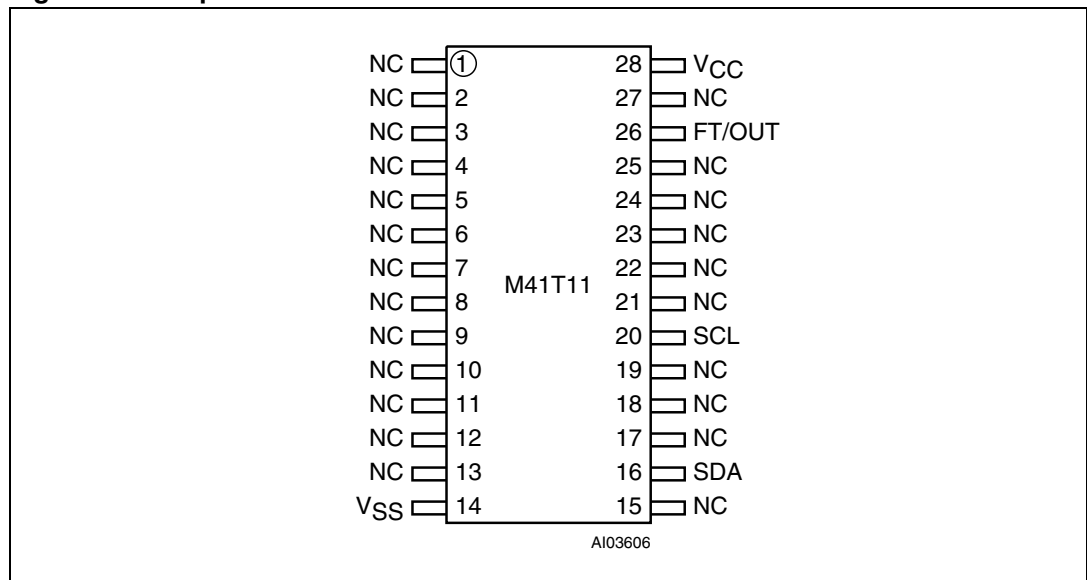 NC 1 28 VCC
NC 2 27 NC
NC 3 26 FT/OUT
NC 4 25 NC
NC 5 24 NC
NC 6 23 NC
NC 7 22 NC
M41T11
NC 8 21 NC
NC 9 20 SCL
NC 10 19 NC
NC 11 18 NC
NC 12 17 NC
NC 13 16 SDA
VSS 14 15 NC
AI03606